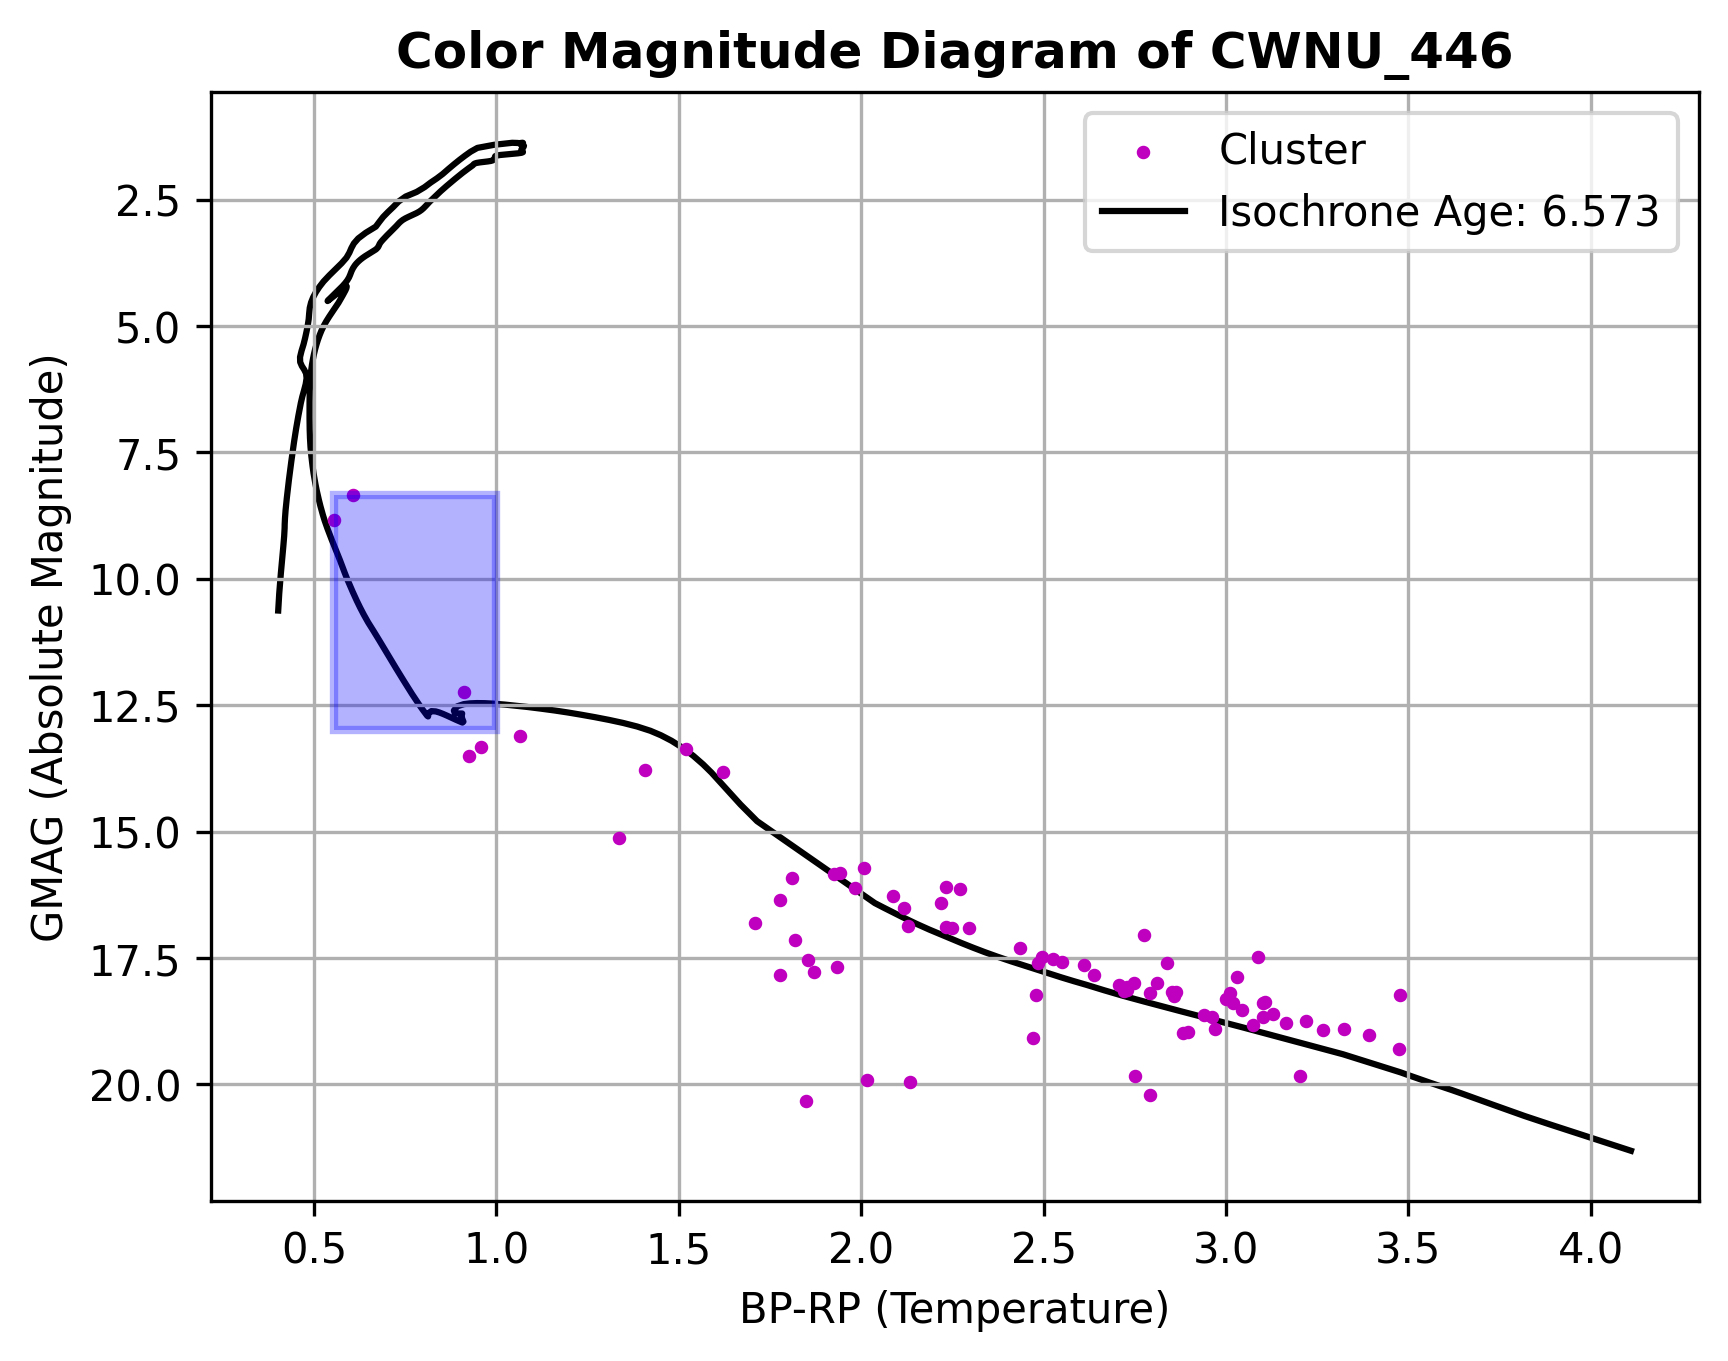 Color Magnitude Diagram of CWNU_446
Cluster
Isochrone Age: 6.573
GMAG (Absolute Magnitude)
2.5
5.0
7.5
10.0
12.5
15.0
17.5
20.0
0.5 1.0 1.5 2.0 2.5 3.0 3.5 4.0
BP-RP (Temperature)